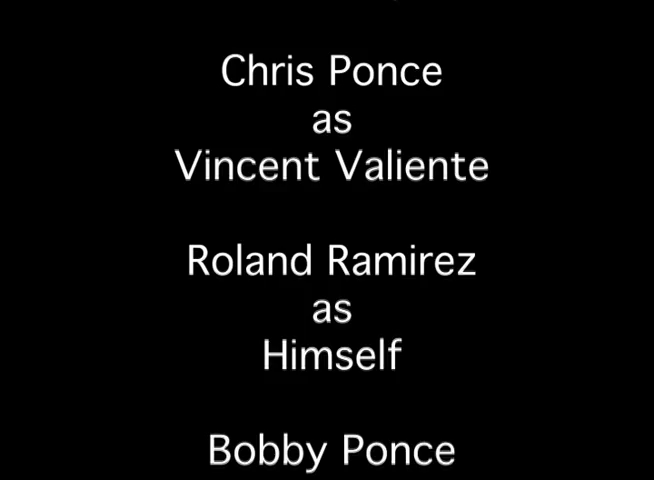 Chris Ponce
as
Vincent Valiente
Roland Ramirez
as
Himself
Bobby Ponce